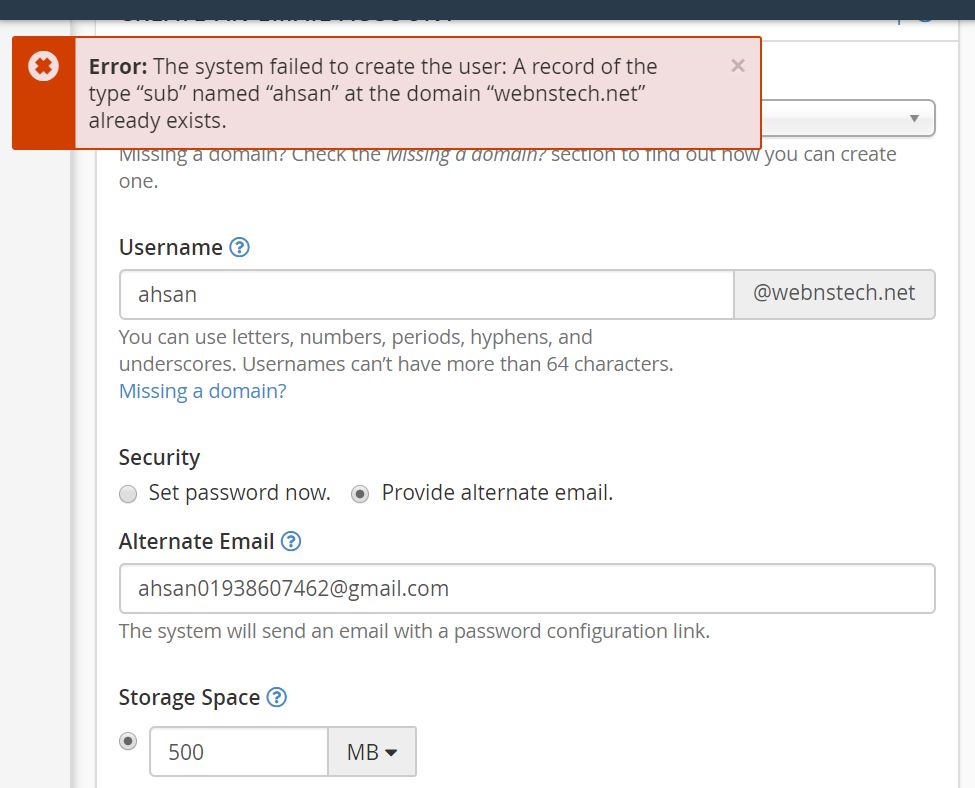 Error: The system failed to create the user: A record of the
type “sub” named “ahsan” at the domain “webnstech.net”
already exists.
Missing a domain? Check the Missing a domain? section to find out how you can create
one.
Username
ahsan
@webnstech.net
You can use letters, numbers, periods, hyphens, and
underscores. Usernames can’t have more than 64 characters.
Missing a domain?
Security
Set password now. Provide alternate email.
Alternate Email
ahsan01938607462@gmail.com
The system will send an email with a password configuration link.
Storage Space
500 MB